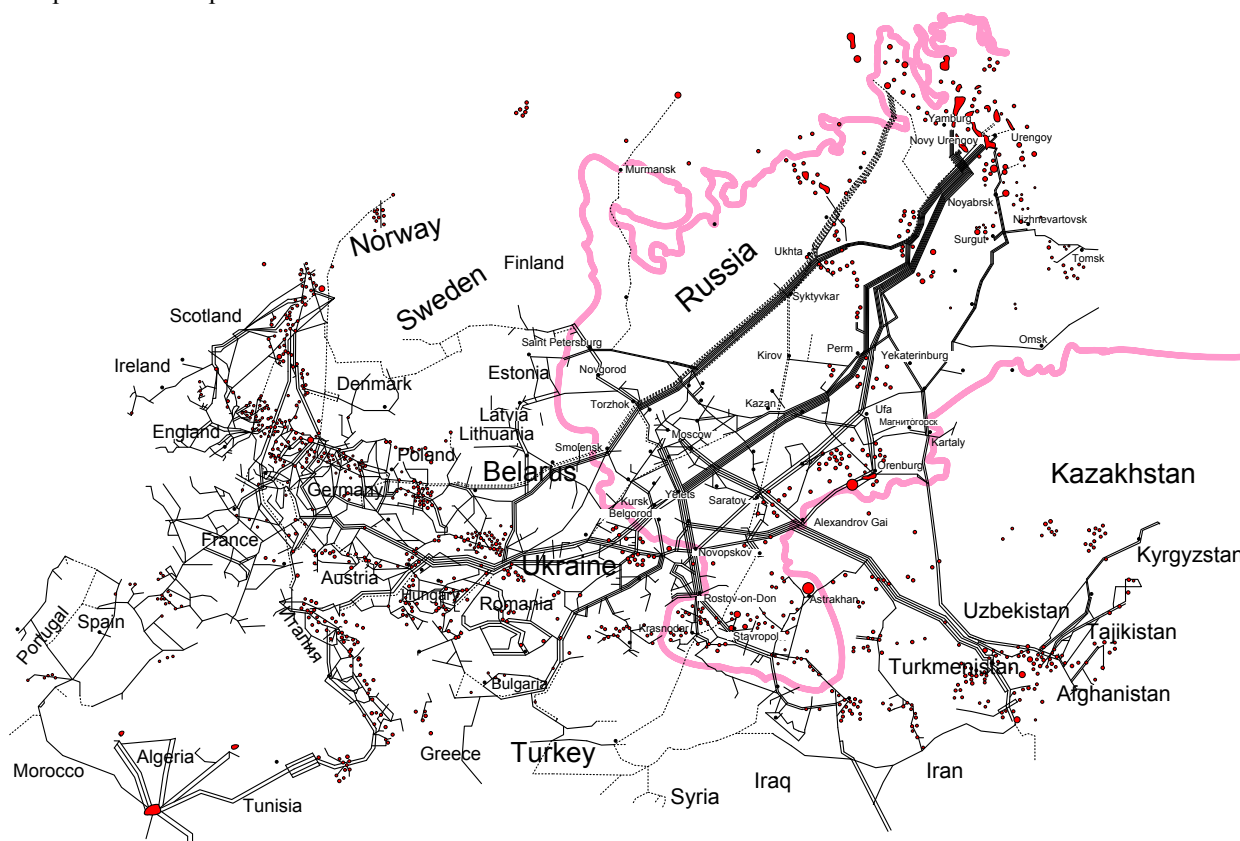 Yamburg
Novy Urengoy
Urengoy
Murmansk
Noyabrsk
Nizhnevartovsk
Norway
Surgut
Finland
Ukhta
Tomsk
Russia
Sweden
Syktyvkar
Scotland
Saint Petersburg
Omsk
Ireland
Novgorod
Kirov
Perm
Yekaterinburg
Estonia
Denmark
Torzhok
Kazan
Latvia
Ufa
Магнитогорск
England
Lithuania
Moscow
Kartaly
Smolensk
Poland
Belarus
Orenburg
Kazakhstan
Germany
Kursk
Yelets
Saratov
Belgorod
Alexandrov Gai
France
Novopskov
Kyrgyzstan
Ukraine
Austria
Hungary
Romania
Rostov-on-Don
Astrakhan
Uzbekistan
Portugal
Spain
Италия
Krasnodar
Stavropol
Tajikistan
Turkmenistan
Bulgaria
Afghanistan
Algeria
Greece
Turkey
Morocco
Iraq
Iran
Tunisia
Syria